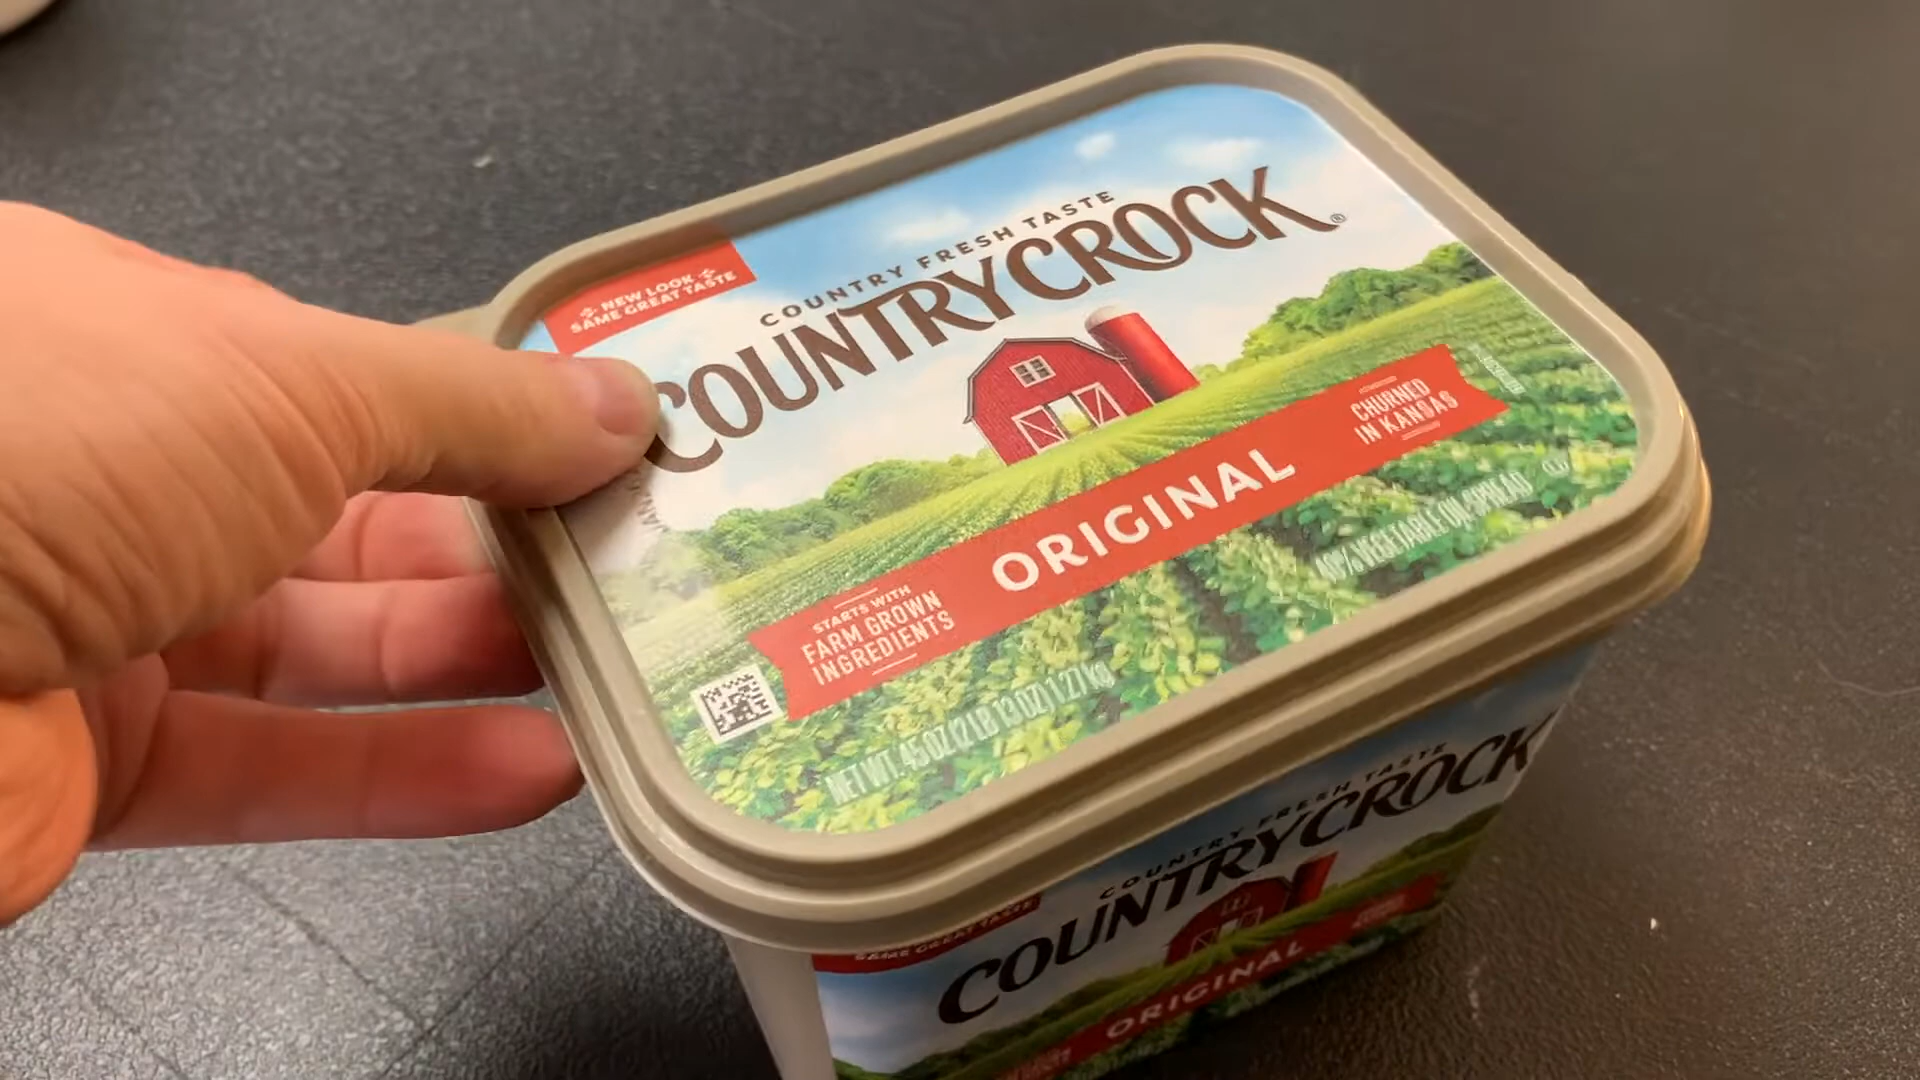 NEW LOOK
SAME GREAT TASTE
COUNTRY FRESH TASTE
COUNTRY CROCK®
ORIGINAL
CHURNED
IN KANSAS
STARTS WITH
FARM GROWN
INGREDIENTS
40% VEGETABLE OIL SPREAD
NET WT. 45 OZ (2 LB 13 OZ) 1.27kg
SAME GREAT TASTE
COUNTRY FRESH TASTE
COUNTRY CROCK
ORIGINAL